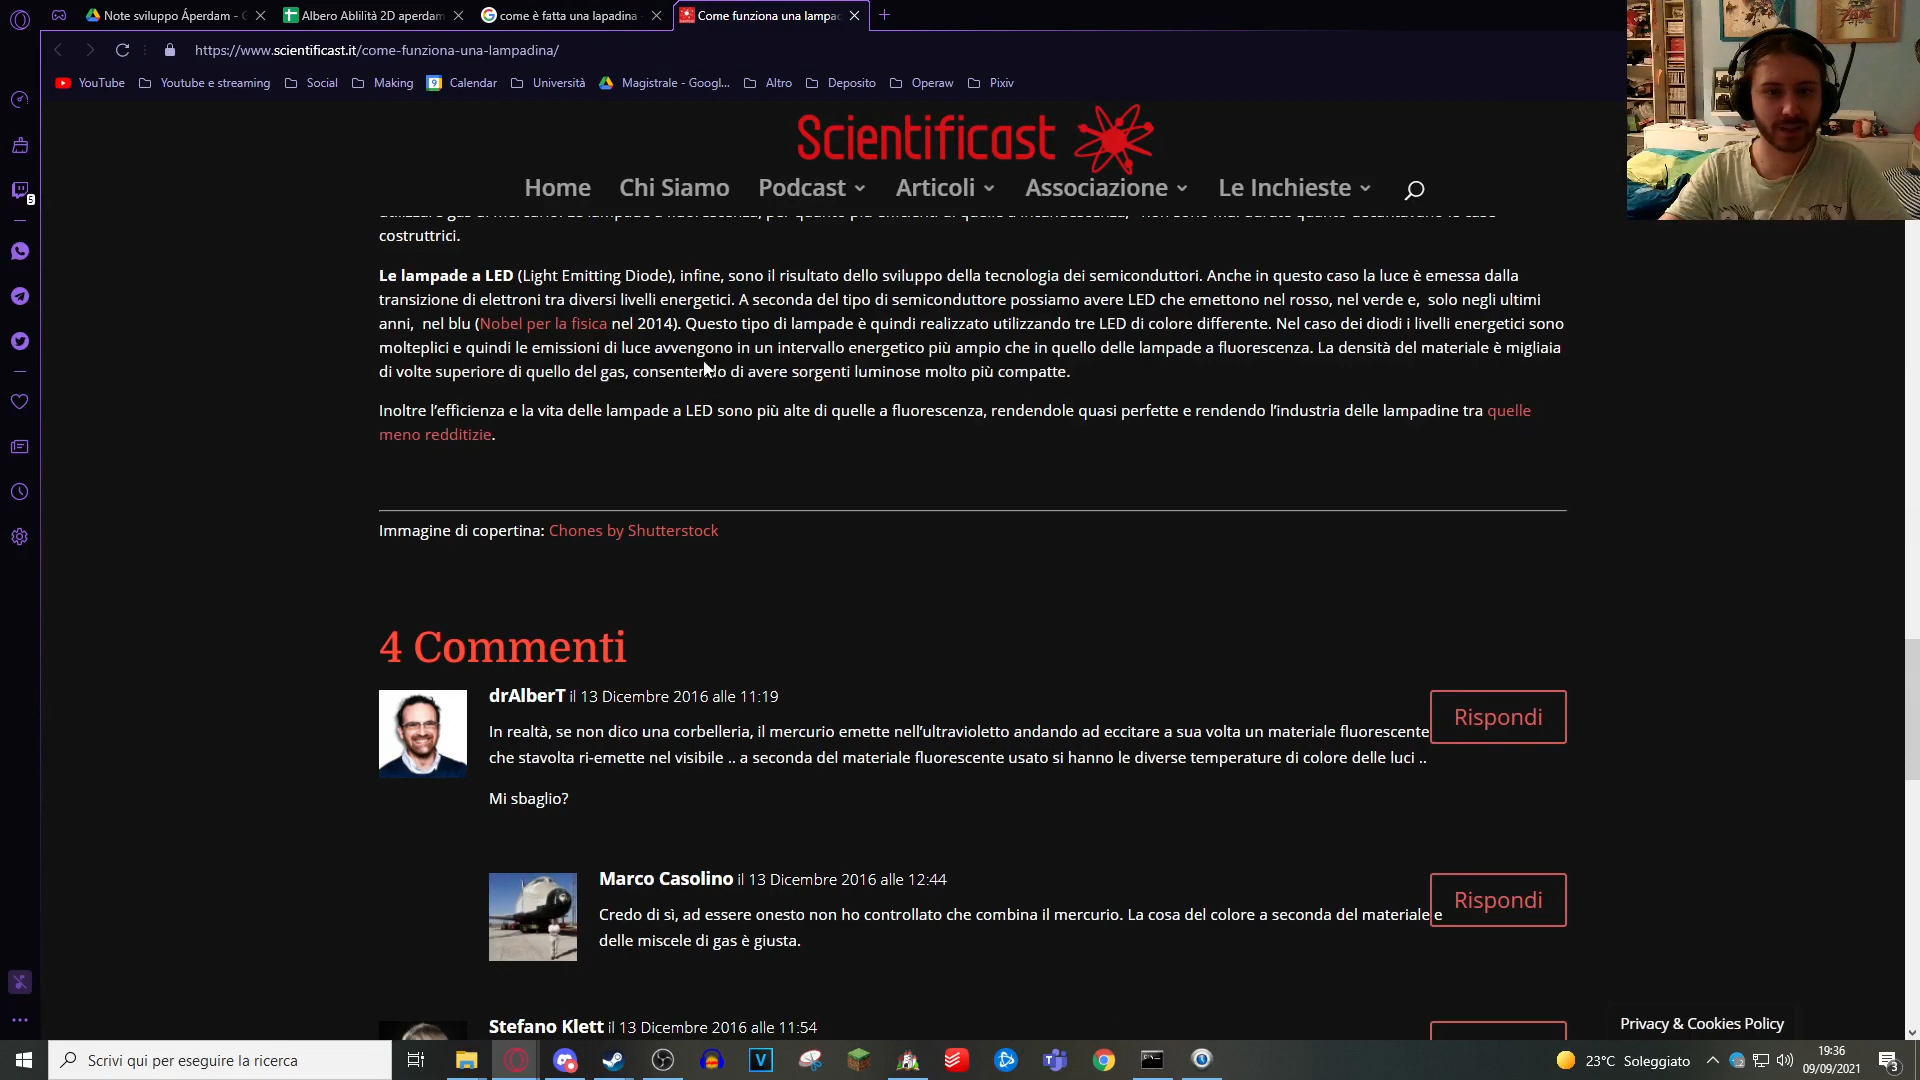 Note sviluppo Áperdam - G
Albero Ablilità 2D aperdam
come è fatta una lapadina -
Come funziona una lampad
https://www.scientificast.it/come-funziona-una-lampadina/
YouTube
Youtube e streaming
Social
Making
9
Calendar
Università
Magistrale - Googl...
Altro
Deposito
Operaw
Pixiv
Scientificast
Home
Chi Siamo
Podcast
Articoli
Associazione
Le Inchieste
costruttrici.
Le lampade a LED (Light Emitting Diode), infine, sono il risultato dello sviluppo della tecnologia dei semiconduttori. Anche in questo caso la luce è emessa dalla
transizione di elettroni tra diversi livelli energetici. A seconda del tipo di semiconduttore possiamo avere LED che emettono nel rosso, nel verde e, solo negli ultimi
anni, nel blu (Nobel per la fisica nel 2014). Questo tipo di lampade è quindi realizzato utilizzando tre LED di colore differente. Nel caso dei diodi i livelli energetici sono
molteplici e quindi le emissioni di luce avvengono in un intervallo energetico più ampio che in quello delle lampade a fluorescenza. La densità del materiale è migliaia
di volte superiore di quello del gas, consentendo di avere sorgenti luminose molto più compatte.
Inoltre l'efficienza e la vita delle lampade a LED sono più alte di quelle a fluorescenza, rendendole quasi perfette e rendendo l'industria delle lampadine tra quelle
meno redditizie.
Immagine di copertina: Chones by Shutterstock
4 Commenti
drAlberT il 13 Dicembre 2016 alle 11:19
Rispondi
In realtà, se non dico una corbelleria, il mercurio emette nell'ultravioletto andando ad eccitare a sua volta un materiale fluorescente
che stavolta ri-emette nel visibile .. a seconda del materiale fluorescente usato si hanno le diverse temperature di colore delle luci ..
Mi sbaglio?
Marco Casolino il 13 Dicembre 2016 alle 12:44
Rispondi
Credo di sì, ad essere onesto non ho controllato che combina il mercurio. La cosa del colore a seconda del materiale e
delle miscele di gas è giusta.
Stefano Klett il 13 Dicembre 2016 alle 11:54
Privacy & Cookies Policy
Scrivi qui per eseguire la ricerca
23°C Soleggiato
19:36
09/09/2021
3